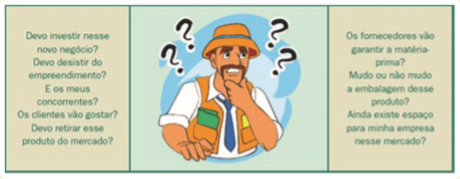 Devo investir nesse
novo negócio?
Devo desistir do
empreendimento?
E os meus
concorrentes?
Os clientes vão gostar?
Devo retirar esse
produto do mercado?
? ? ? ?
Os fornecedores vão
garantir a matéria-
prima?
Mudo ou não mudo
a embalagem desse
produto?
Ainda existe espaço
para minha empresa
nesse mercado?